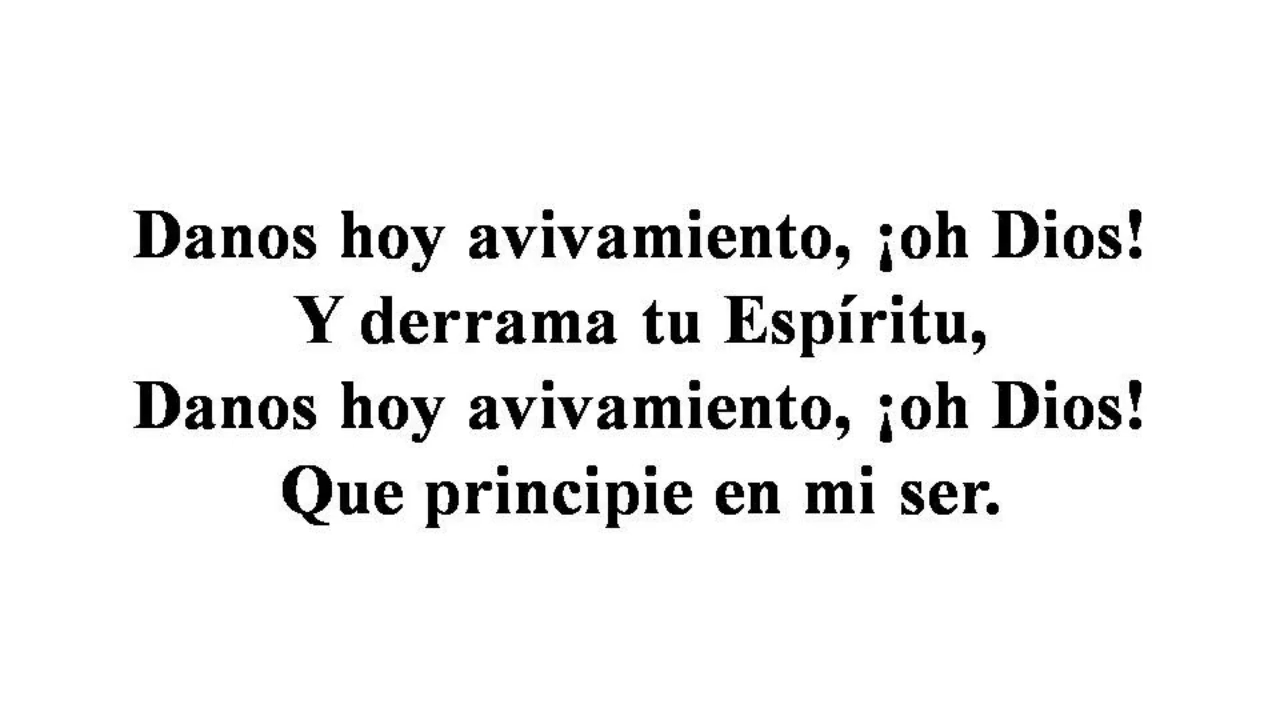 Danos hoy avivamiento, ¡oh Dios!
Y derrama tu Espíritu,
Danos hoy avivamiento, ¡oh Dios!
Que principie en mi ser.